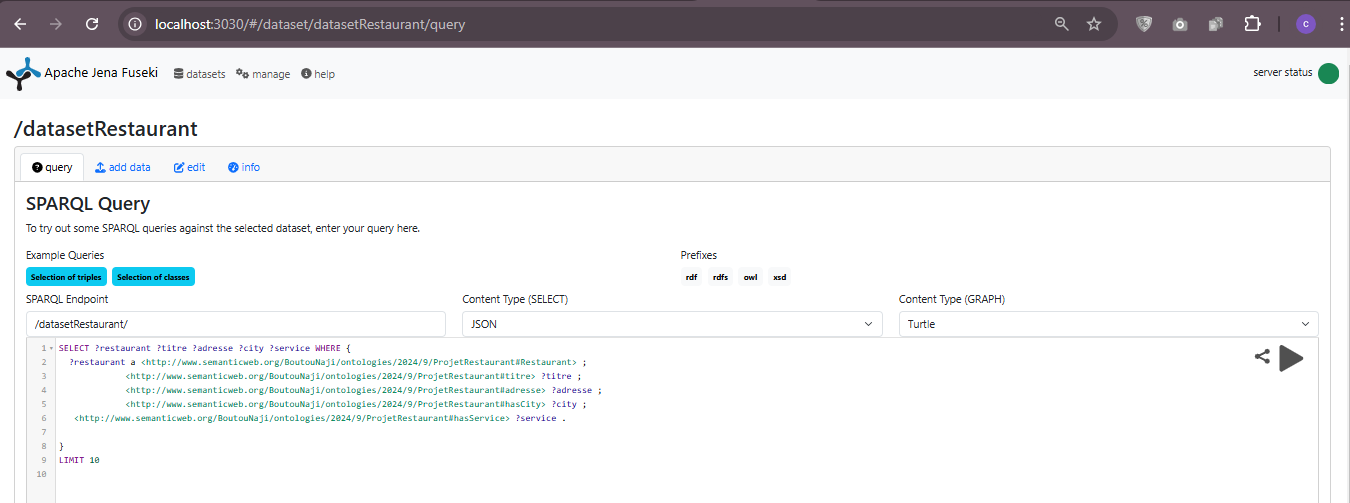 localhost:3030/#/dataset/datasetRestaurant/query
c
Apache Jena Fuseki datasets manage help server status
/datasetRestaurant
query add data edit info
SPARQL Query
To try out some SPARQL queries against the selected dataset, enter your query here.
Example Queries Prefixes
Selection of triples Selection of classes rdf rdfs owl xsd
SPARQL Endpoint Content Type (SELECT) Content Type (GRAPH)
/datasetRestaurant/ JSON Turtle
1 SELECT ?restaurant ?titre ?adresse ?city ?service WHERE {
2 ?restaurant a <http://www.semanticweb.org/BoutouNaji/ontologies/2024/9/ProjetRestaurant#Restaurant> ;
3 <http://www.semanticweb.org/BoutouNaji/ontologies/2024/9/ProjetRestaurant#titre> ?titre ;
4 <http://www.semanticweb.org/BoutouNaji/ontologies/2024/9/ProjetRestaurant#adresse> ?adresse ;
5 <http://www.semanticweb.org/BoutouNaji/ontologies/2024/9/ProjetRestaurant#hasCity> ?city ;
6 <http://www.semanticweb.org/BoutouNaji/ontologies/2024/9/ProjetRestaurant#hasService> ?service .
7
8 }
9 LIMIT 10
10